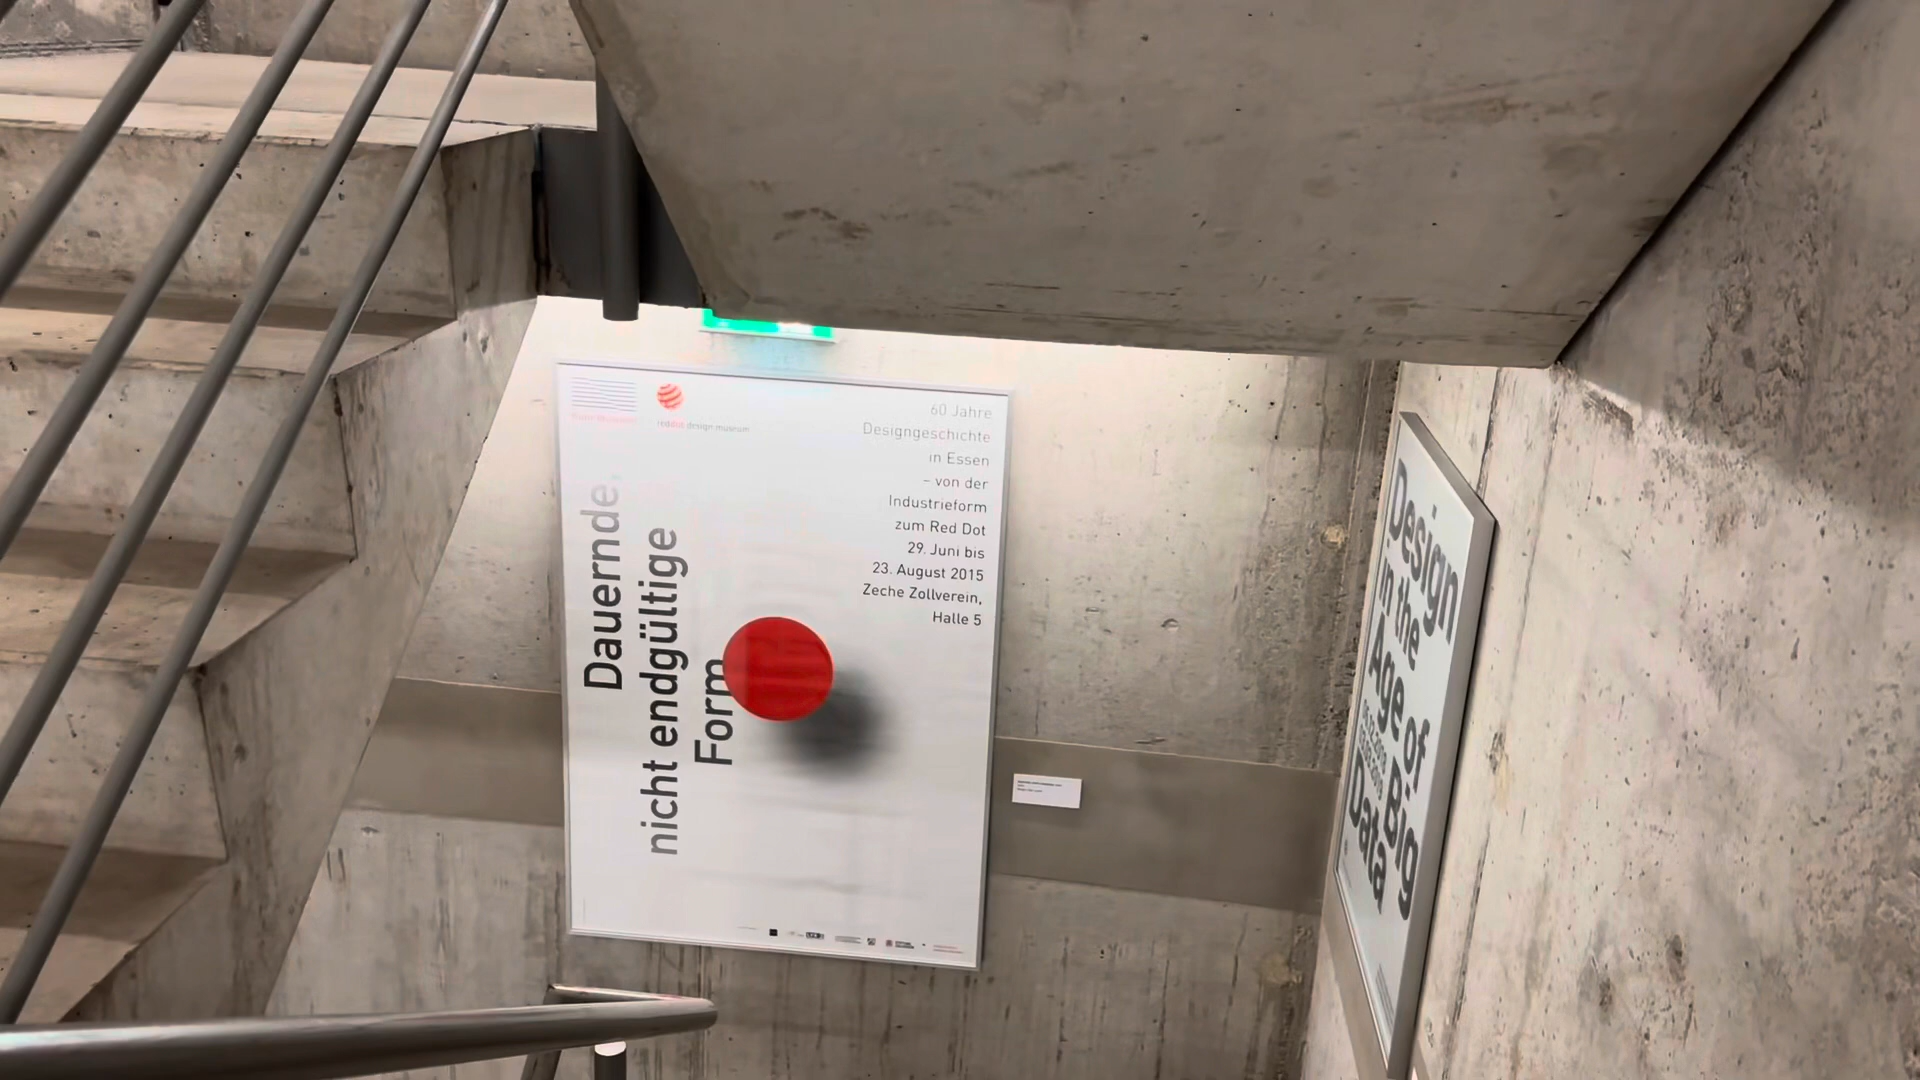 reddot design museum
60 Jahre
Designgeschichte
in Essen
– von der
Industrieform
zum Red Dot
29. Juni bis
23. August 2015
Zeche Zollverein,
Halle 5
Dauernde,
nicht endgültige
Form
Design
in the
Age of
Big
Data